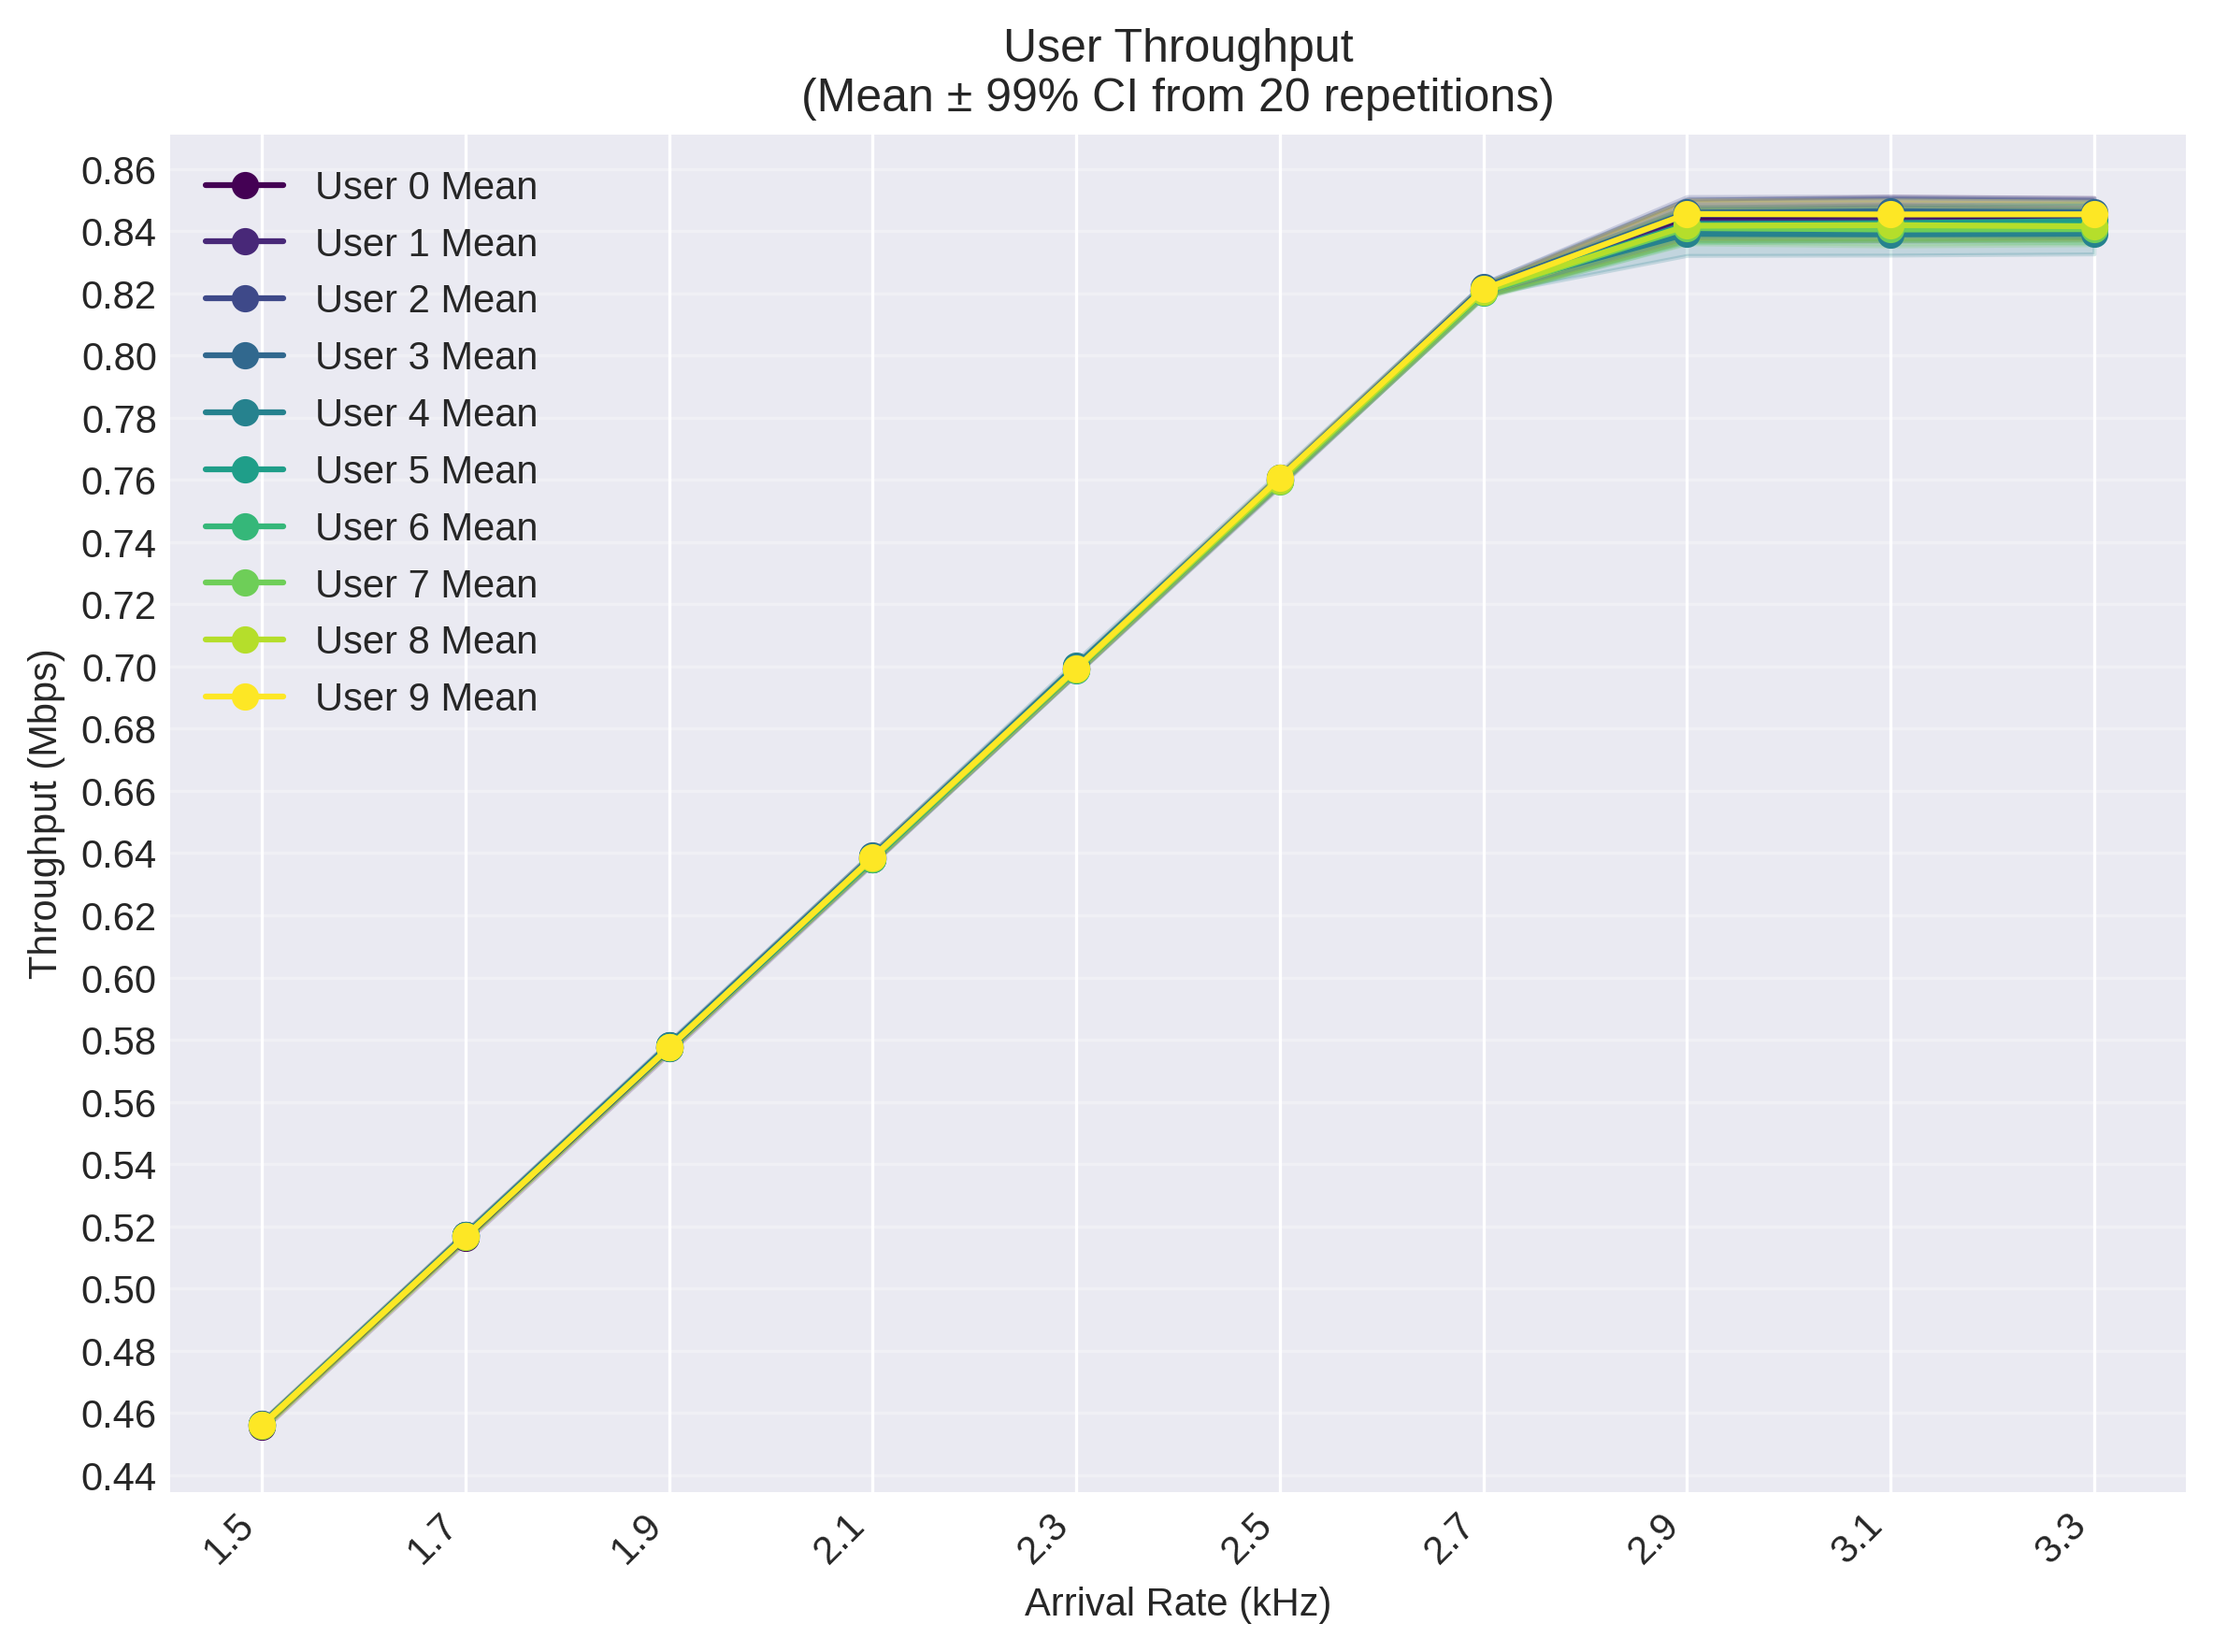 User Throughput
(Mean ± 99% CI from 20 repetitions)
0.86
0.84
0.82
0.80
0.78
0.76
0.74
0.72
0.70
0.68
0.66
0.64
0.62
0.60
0.58
0.56
0.54
0.52
0.50
0.48
0.46
0.44
Throughput (Mbps)
User 0 Mean
User 1 Mean
User 2 Mean
User 3 Mean
User 4 Mean
User 5 Mean
User 6 Mean
User 7 Mean
User 8 Mean
User 9 Mean
1.5
1.7
1.9
2.1
2.3
2.5
2.7
2.9
3.1
3.3
Arrival Rate (kHz)